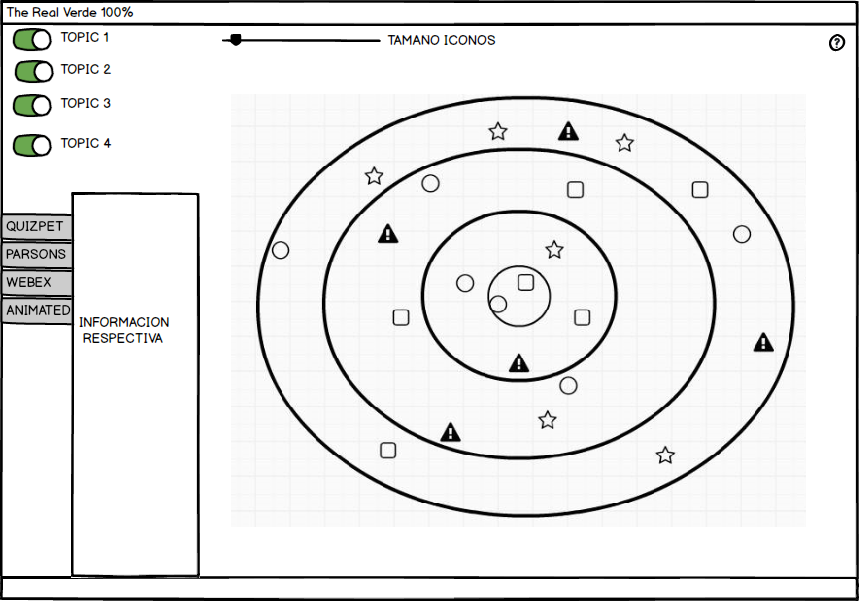 The Real Verde 100%
TOPIC 1
TAMANO ICONOS
?
TOPIC 2
TOPIC 3
TOPIC 4
QUIZPET
PARSONS
WEBEX
ANIMATED
INFORMACION
RESPECTIVA